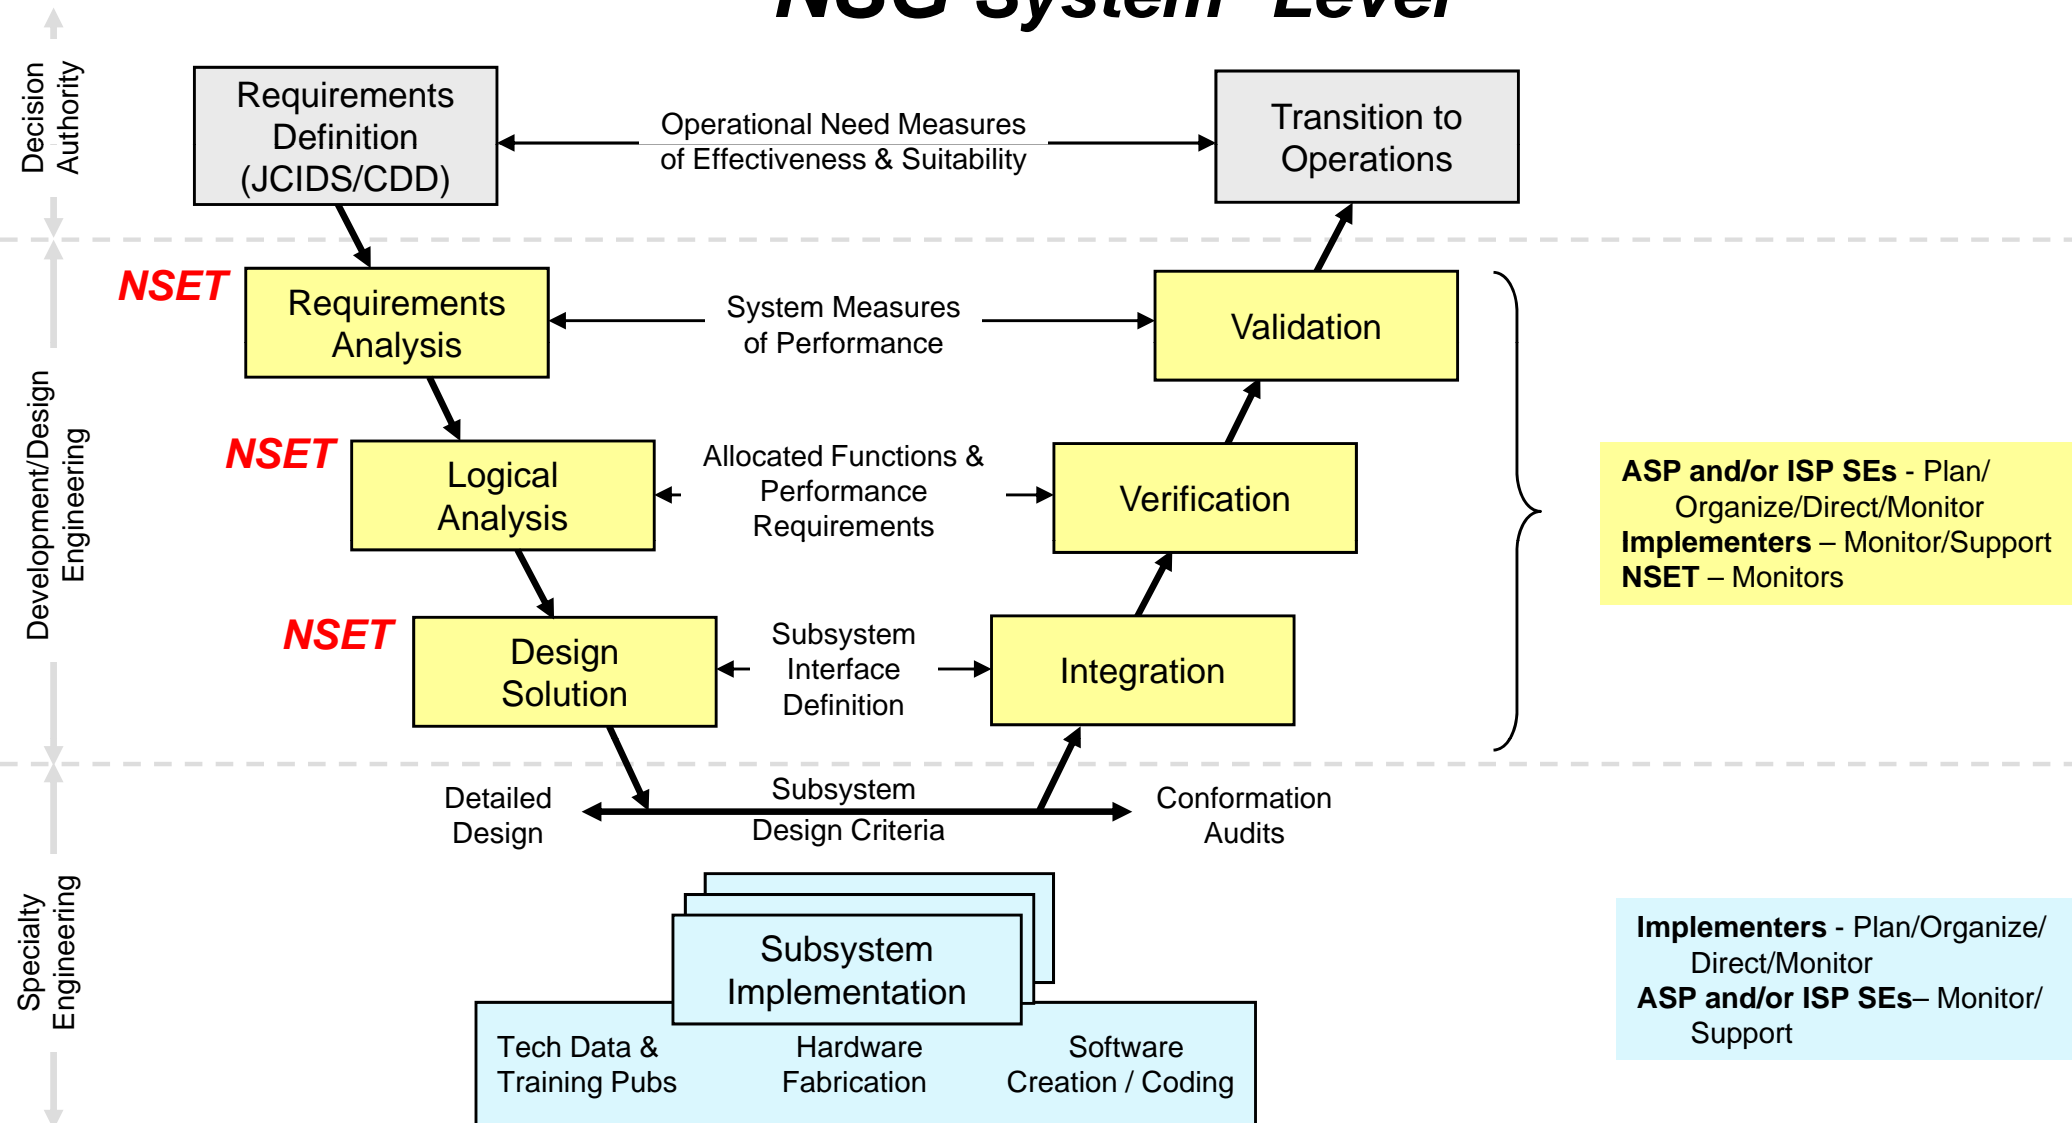 NSG System Level
Decision
Authority
Requirements
Definition
(JCIDS/CDD)
Operational Need Measures
of Effectiveness & Suitability
Transition to
Operations
Development/Design
Engineering
NSET
Requirements
Analysis
System Measures
of Performance
Validation
NSET
Logical
Analysis
Allocated Functions &
Performance
Requirements
Verification
NSET
Design
Solution
Subsystem
Interface
Definition
Integration
ASP and/or ISP SEs - Plan/
Organize/Direct/Monitor
Implementers – Monitor/Support
NSET – Monitors
Specialty
Engineering
Detailed
Design
Subsystem
Design Criteria
Conformation
Audits
Subsystem
Implementation
Tech Data &
Training Pubs
Hardware
Fabrication
Software
Creation / Coding
Implementers - Plan/Organize/
Direct/Monitor
ASP and/or ISP SEs– Monitor/
Support